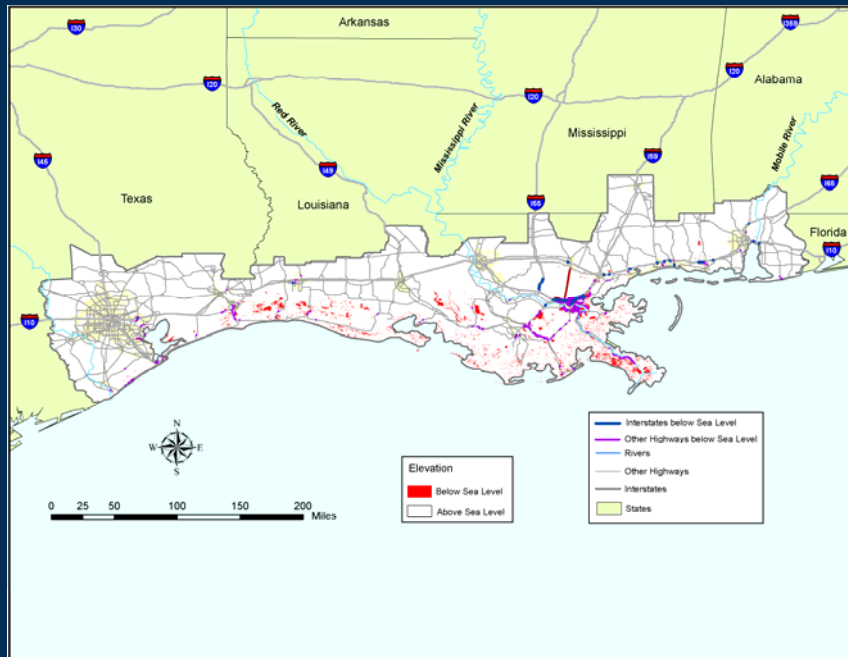 Arkansas
I30
I20
I20
I20
I359
Alabama
Red River
Mississippi River
Mississippi
Mobile River
I45
I49
I59
I65
Texas
Louisiana
I55
Florida
I10
I10
N
W E
S
0 25 50 100 150 200
Miles
Elevation
Below Sea Level
Above Sea Level
Interstates below Sea Level
Other Highways below Sea Level
Rivers
Other Highways
Interstates
States